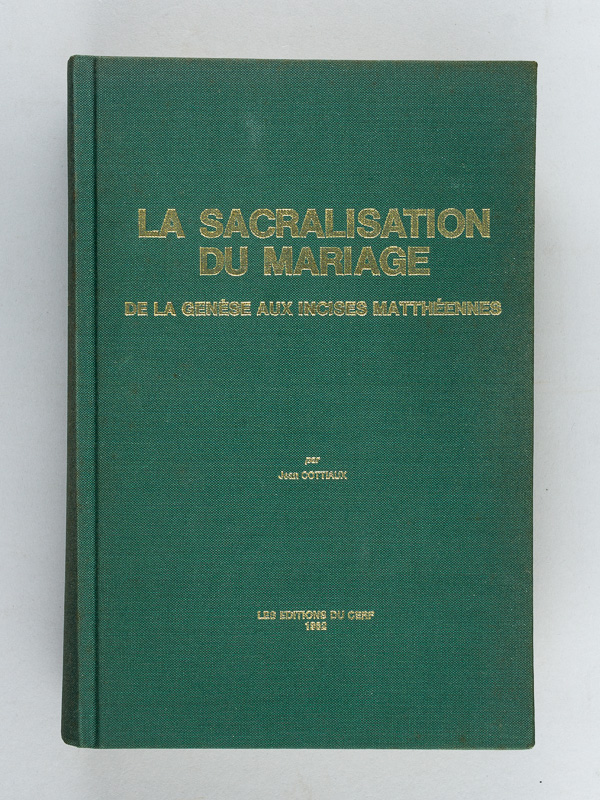 LA SACRALISATION
DU MARIAGE
DE LA GENÈSE AUX INCISES MATTHÉENNES
par
Jean COTTIAUX
LES EDITIONS DU CERF
1982